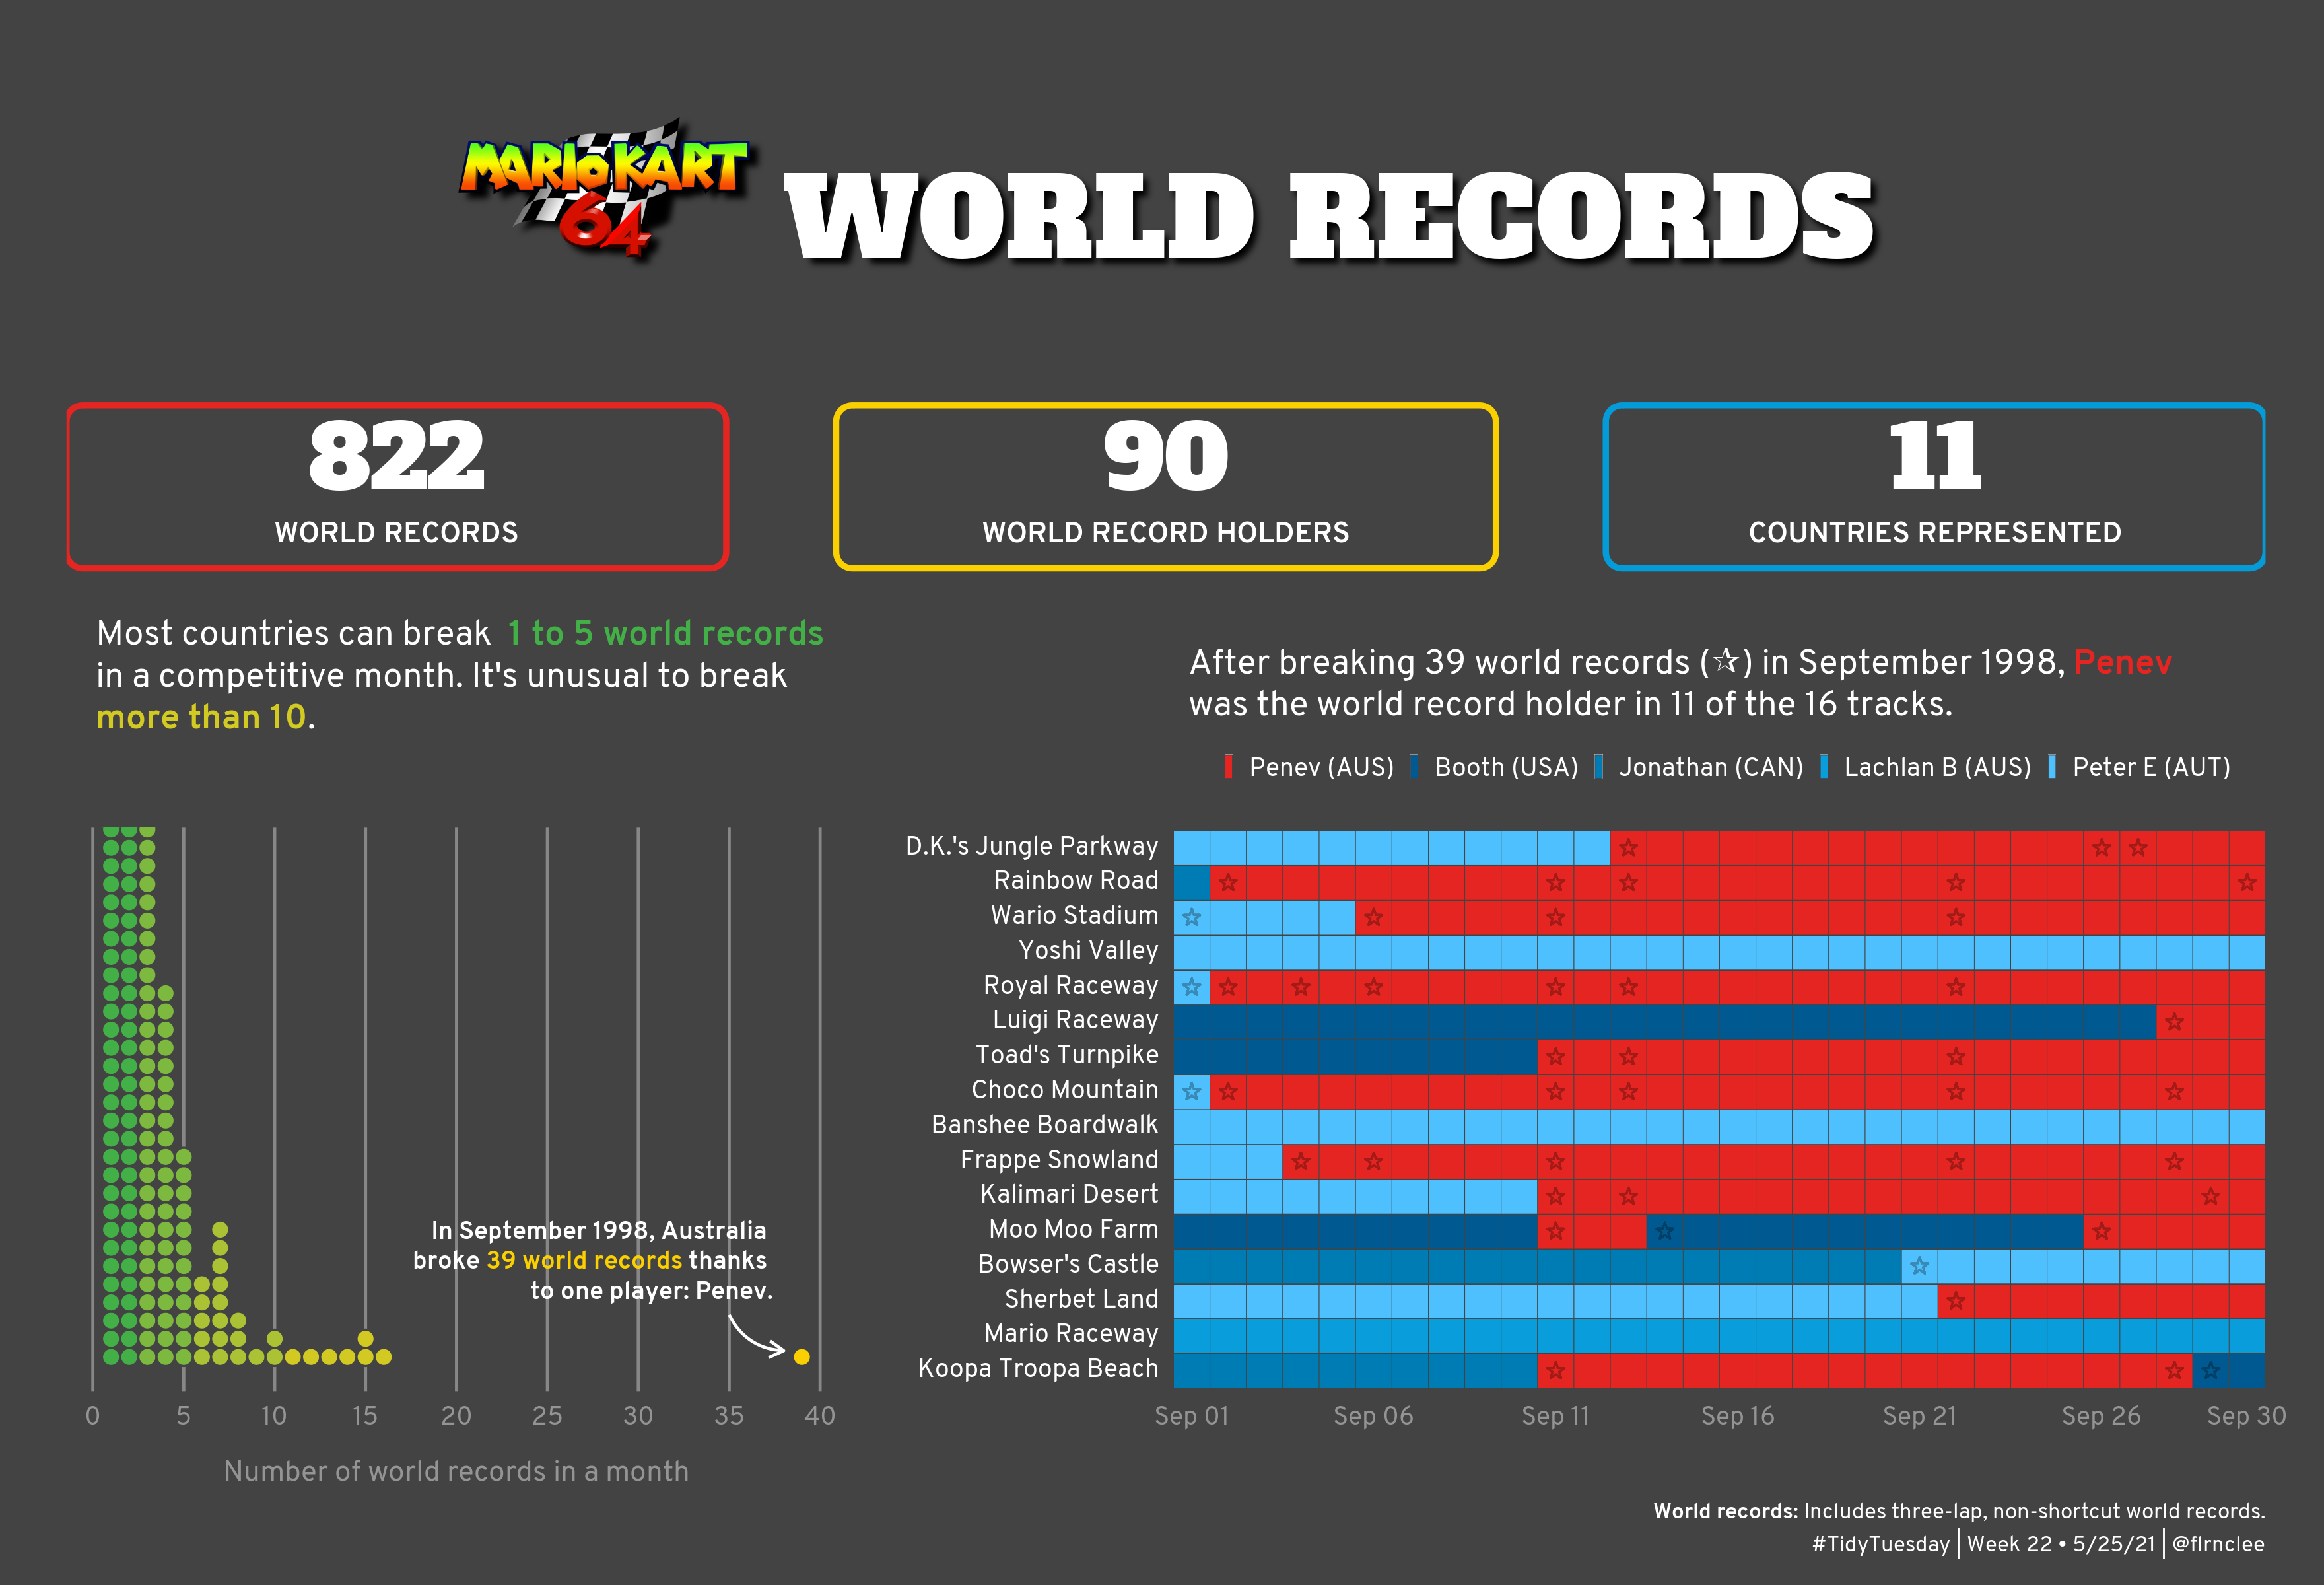 MARIOKART
64
WORLD RECORDS
822
WORLD RECORDS
90
WORLD RECORD HOLDERS
11
COUNTRIES REPRESENTED
Most countries can break 1 to 5 world records
in a competitive month. It's unusual to break
more than 10.
After breaking 39 world records (☆) in September 1998, Penev
was the world record holder in 11 of the 16 tracks.
Penev (AUS) Booth (USA) Jonathan (CAN) Lachlan B (AUS) Peter E (AUT)
In September 1998, Australia
broke 39 world records thanks
to one player: Penev.
0 5 10 15 20 25 30 35 40
Number of world records in a month
D.K.'s Jungle Parkway
Rainbow Road
Wario Stadium
Yoshi Valley
Royal Raceway
Luigi Raceway
Toad's Turnpike
Choco Mountain
Banshee Boardwalk
Frappe Snowland
Kalimari Desert
Moo Moo Farm
Bowser's Castle
Sherbet Land
Mario Raceway
Koopa Troopa Beach
Sep 01 Sep 06 Sep 11 Sep 16 Sep 21 Sep 26 Sep 30
World records: Includes three-lap, non-shortcut world records.
#TidyTuesday | Week 22 • 5/25/21 | @flrnclee